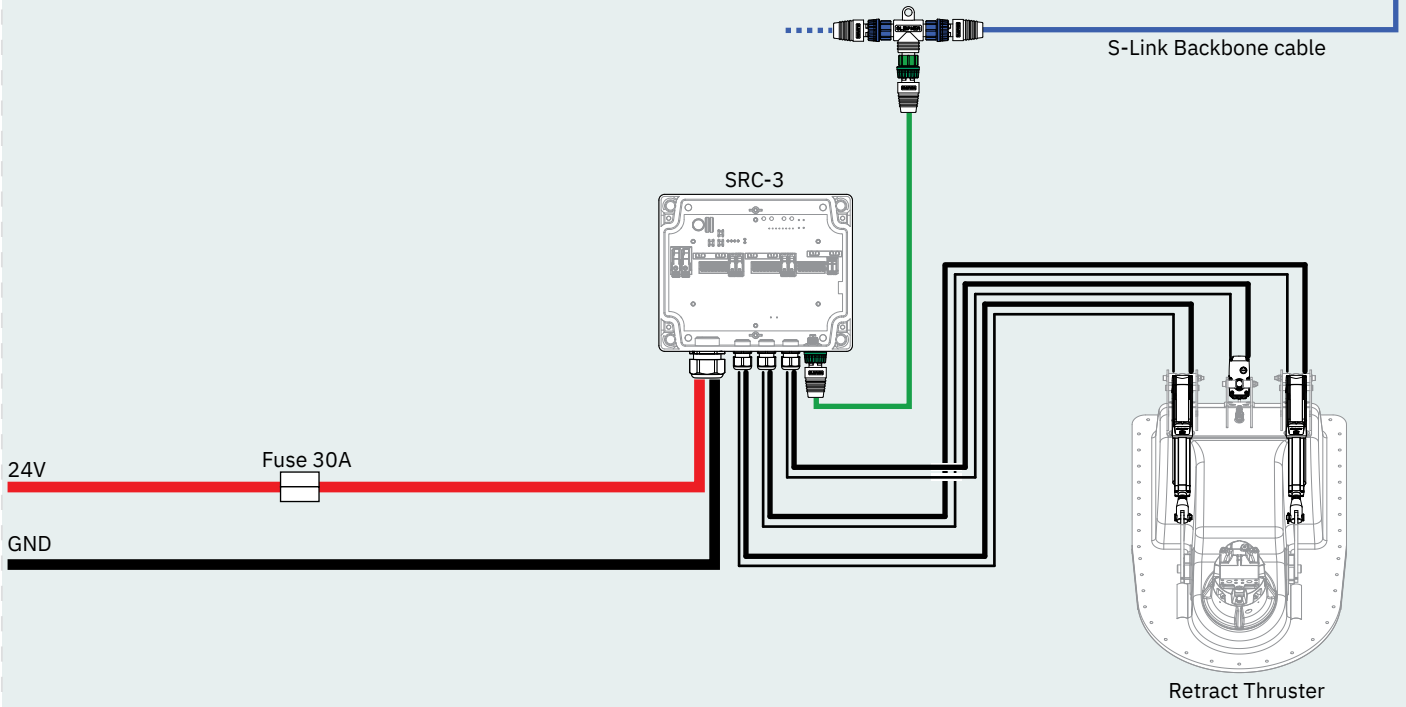 S-Link Backbone cable
SRC-3
Fuse 30A
24V
GND
Retract Thruster